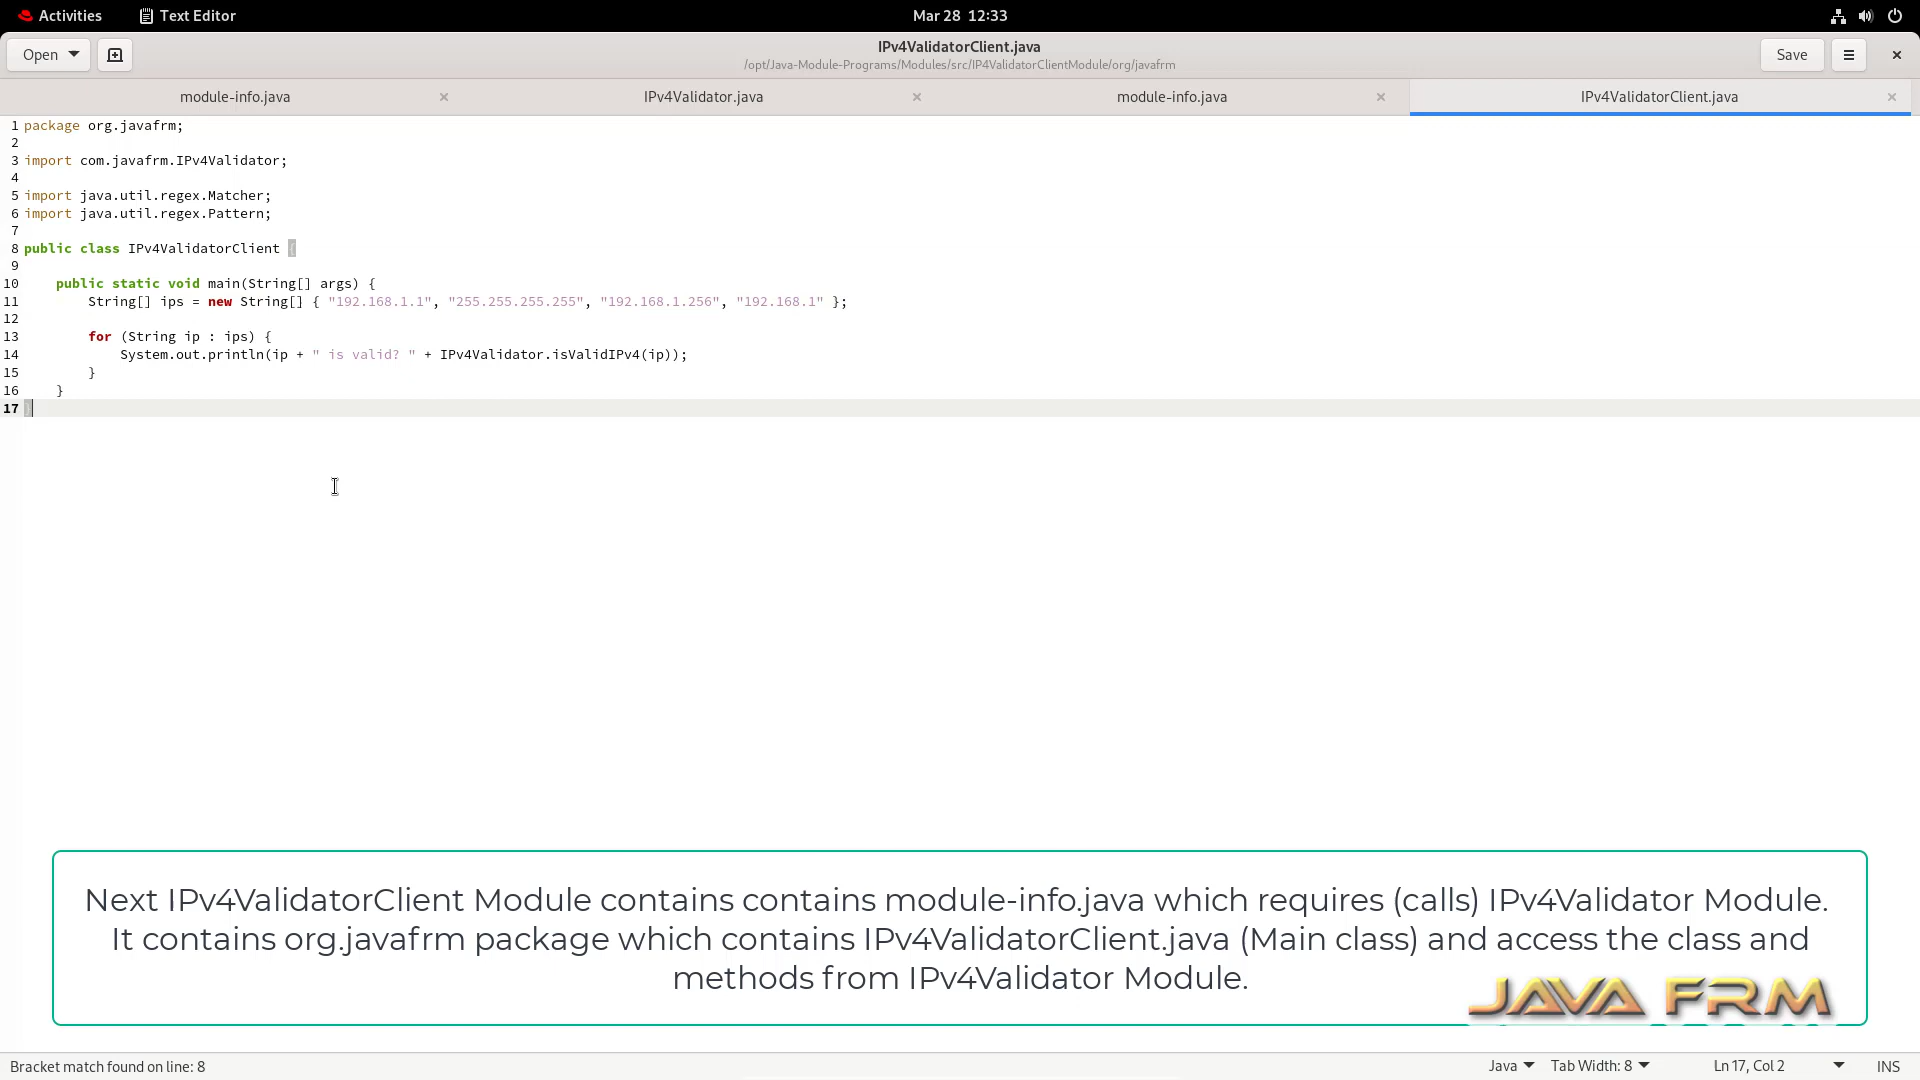 Activities Text Editor Mar 28 12:33
Open IPv4ValidatorClient.java Save
/opt/Java-Module-Programs/Modules/src/IP4ValidatorClientModule/org/javafrm
module-info.java IPv4Validator.java module-info.java IPv4ValidatorClient.java
1 package org.javafrm;
2
3 import com.javafrm.IPv4Validator;
4
5 import java.util.regex.Matcher;
6 import java.util.regex.Pattern;
7
8 public class IPv4ValidatorClient {
9
10     public static void main(String[] args) {
11         String[] ips = new String[] { "192.168.1.1", "255.255.255.255", "192.168.1.256", "192.168.1" };
12
13         for (String ip : ips) {
14             System.out.println(ip + " is valid? " + IPv4Validator.isValidIPv4(ip));
15         }
16     }
17 }
Next IPv4ValidatorClient Module contains contains module-info.java which requires (calls) IPv4Validator Module.
It contains org.javafrm package which contains IPv4ValidatorClient.java (Main class) and access the class and
methods from IPv4Validator Module.
JAVA FRM
Bracket match found on line: 8 Java Tab Width: 8 Ln 17, Col 2 INS